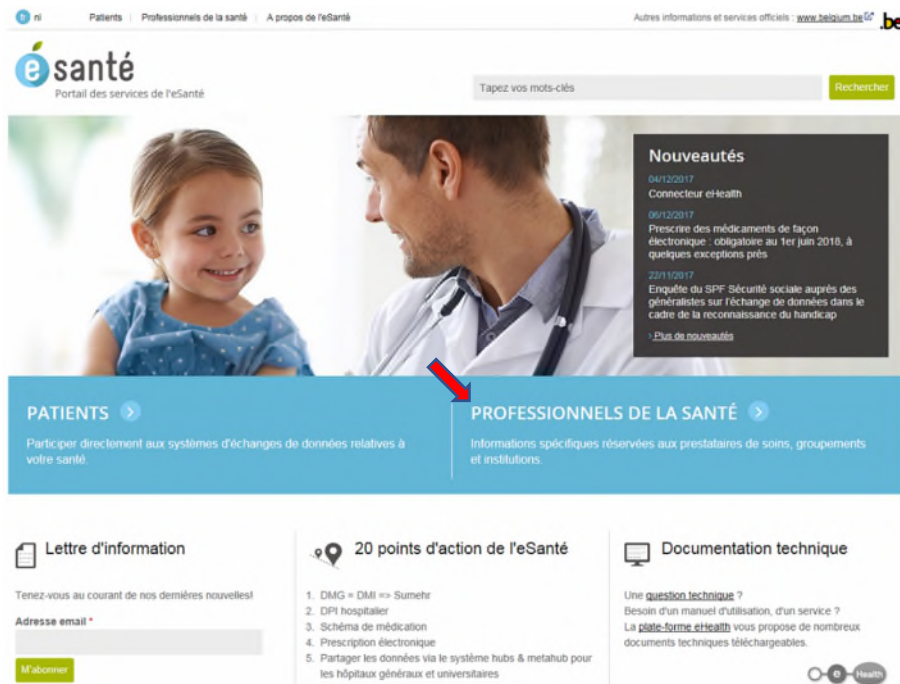 fr nl Patients Professionnels de la santé A propos de l'eSanté Autres informations et services officiels : www.belgium.be .be
ésanté
Portail des services de l'eSanté
Tapez vos mots-clés Rechercher
Nouveautés
04/12/2017
Connecteur eHealth
06/12/2017
Prescrire des médicaments de façon
électronique : obligatoire au 1er juin 2018, à
quelques exceptions près
22/11/2017
Enquête du SPF Sécurité sociale auprès des
généralistes sur l'échange de données dans le
cadre de la reconnaissance du handicap
› Plus de nouveautés
PATIENTS
Participer directement aux systèmes d'échanges de données relatives à
votre santé.
PROFESSIONNELS DE LA SANTÉ
Informations spécifiques réservées aux prestataires de soins, groupements
et institutions.
Lettre d'information
Tenez-vous au courant de nos dernières nouvelles!
Adresse email *
M'abonner
20 points d'action de l'eSanté
1. DMG = DMI => Sumehr
2. DPI hospitalier
3. Schéma de médication
4. Prescription électronique
5. Partager les données via le système hubs & metahub pour
les hôpitaux généraux et universitaires
Documentation technique
Une question technique ?
Besoin d'un manuel d'utilisation, d'un service ?
La plate-forme eHealth vous propose de nombreux
documents techniques téléchargeables.
e Health